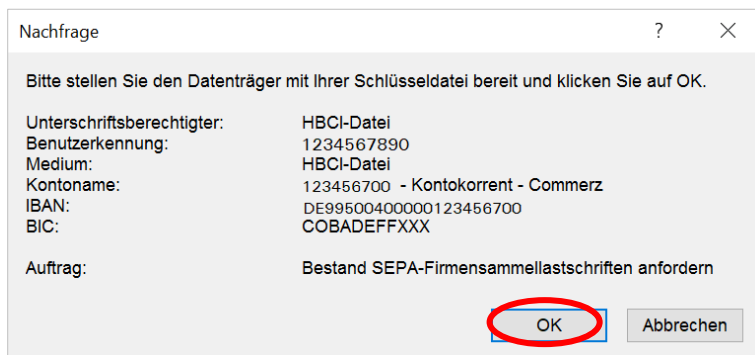 Nachfrage
Bitte stellen Sie den Datenträger mit Ihrer Schlüsseldatei bereit und klicken Sie auf OK.
Unterschriftsberechtigter: HBCI-Datei
Benutzerkennung: 1234567890
Medium: HBCI-Datei
Kontoname: 123456700 - Kontokorrent - Commerz
IBAN: DE99500400000123456700
BIC: COBADEFFXXX
Auftrag: Bestand SEPA-Firmensammellastschriften anfordern
OK Abbrechen